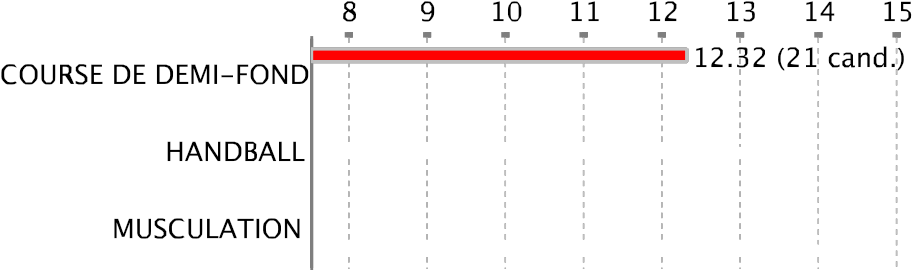 8 9 10 11 12 13 14 15
COURSE DE DEMI-FOND 12.32 (21 cand.)
HANDBALL
MUSCULATION